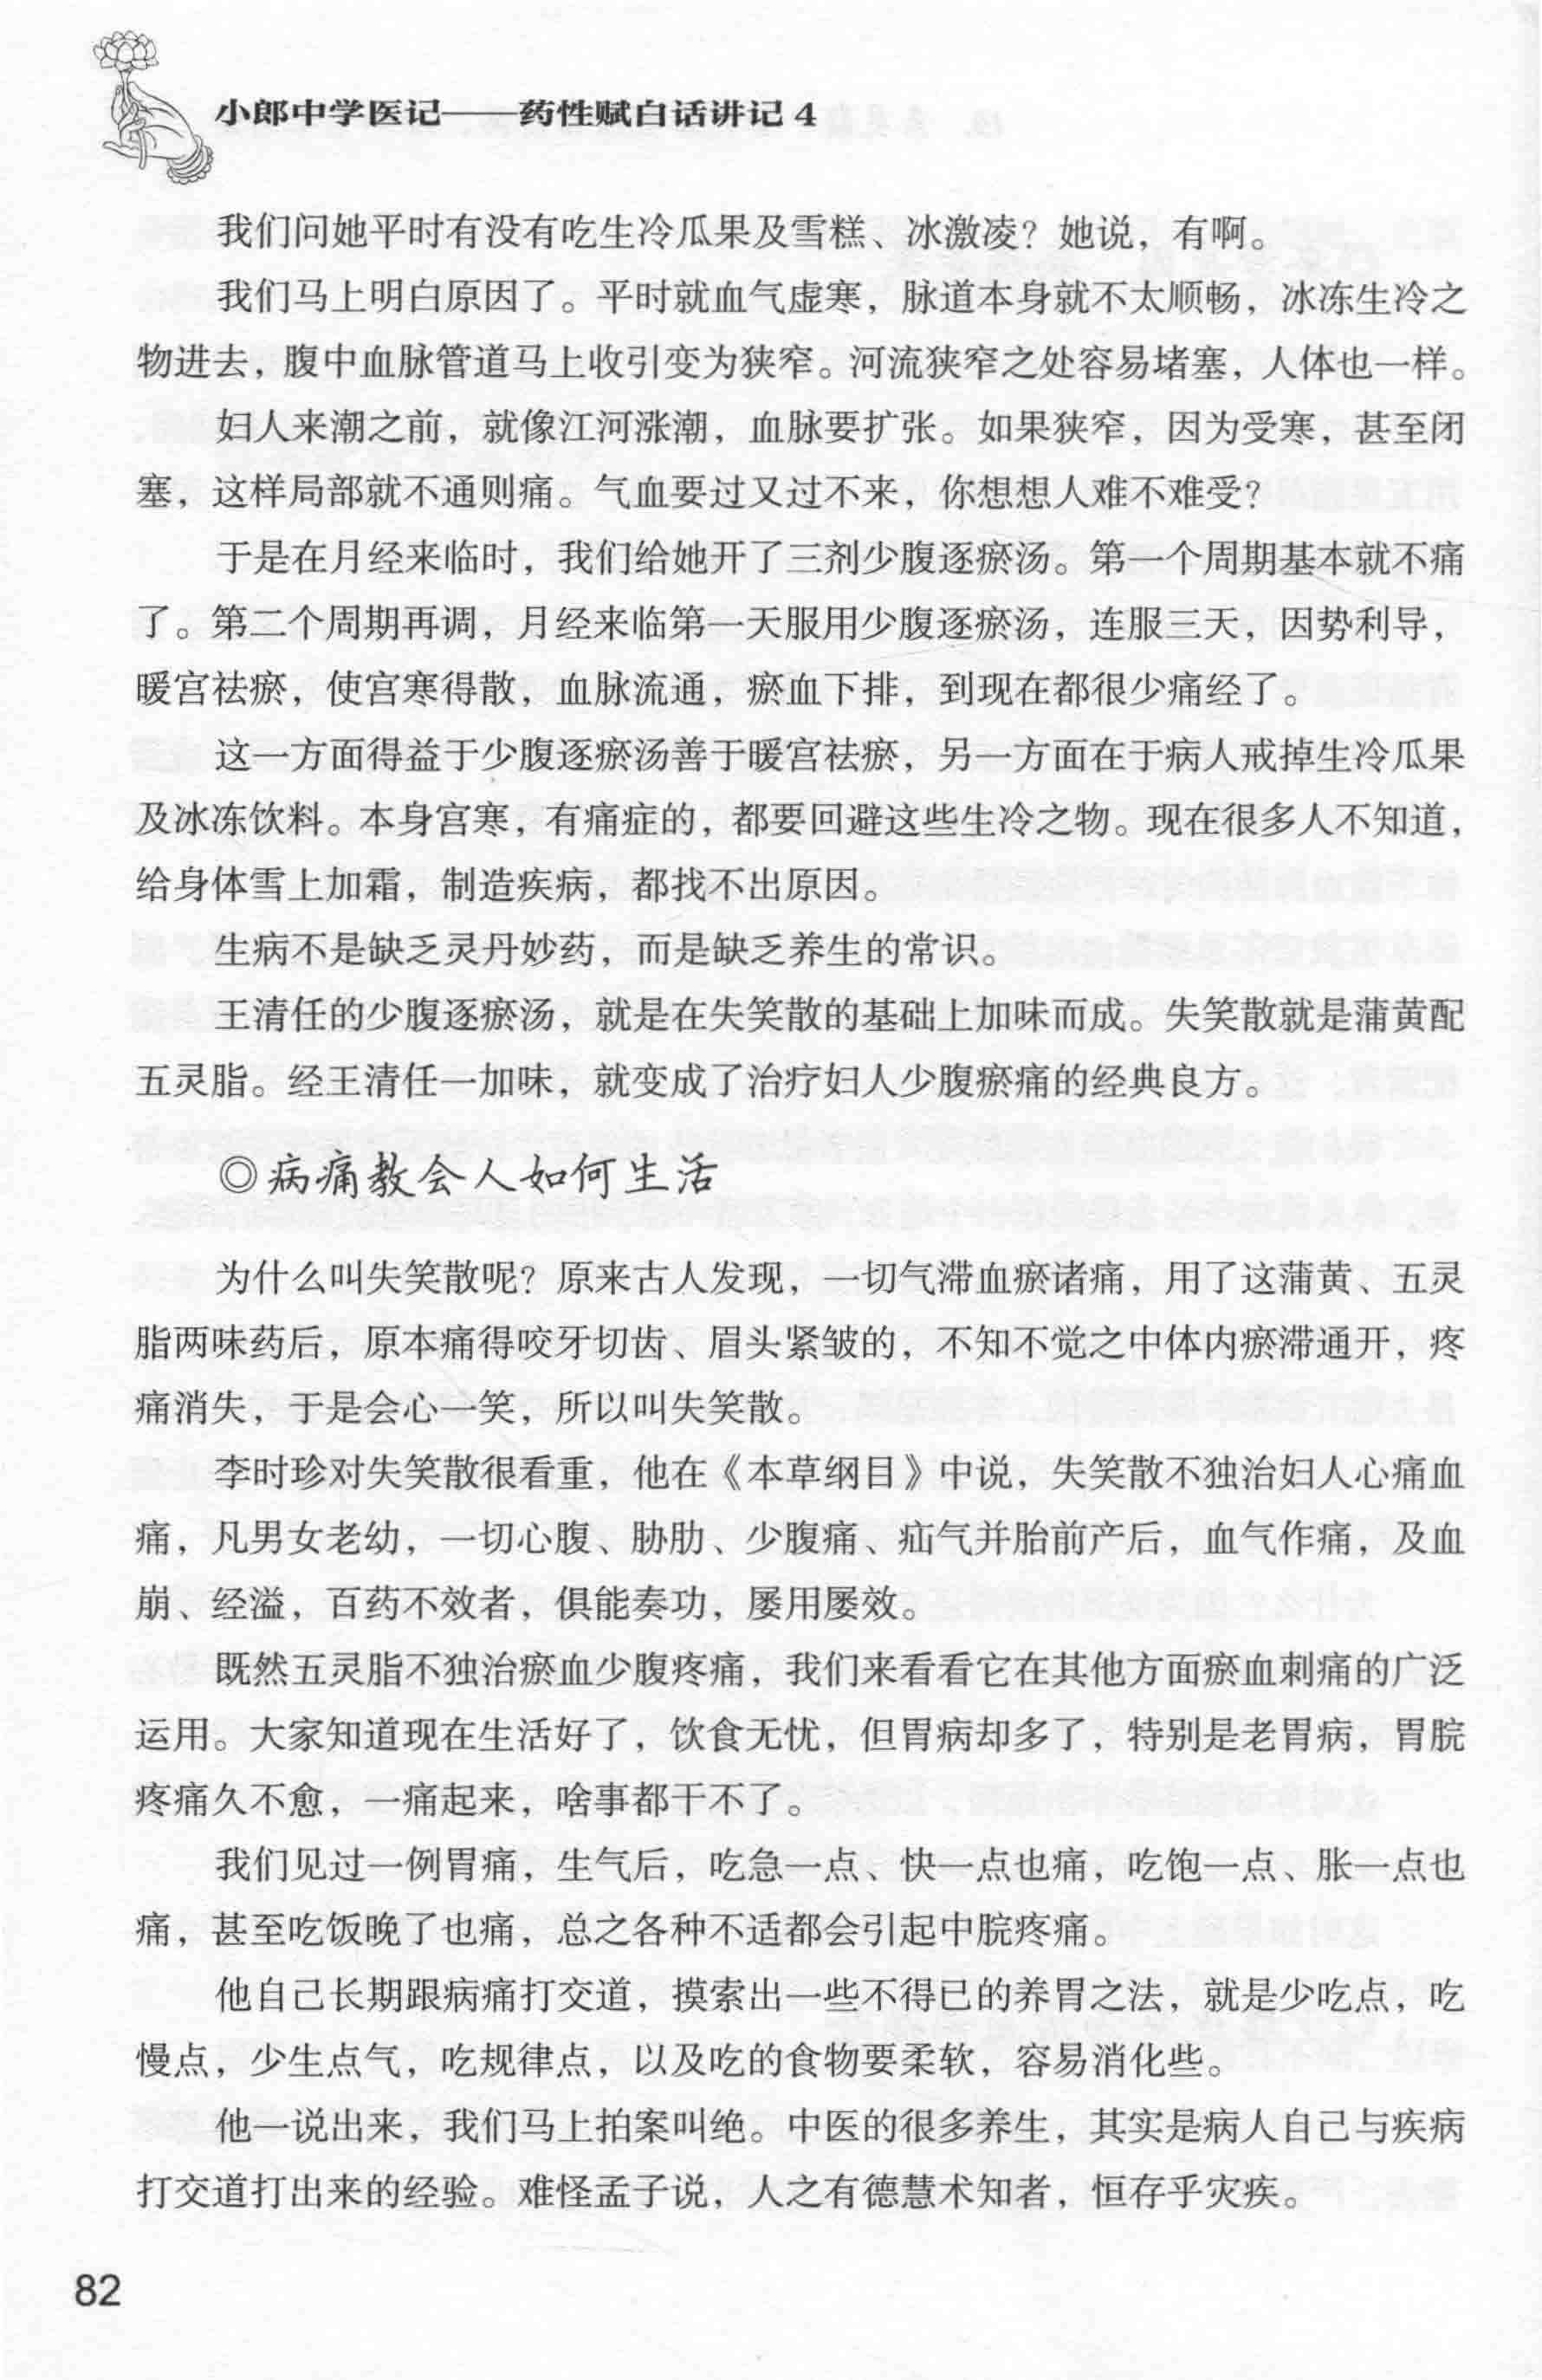 小郎中学医记——药性赋白话讲记4
我们问她平时有没有吃生冷瓜果及雪糕、冰激凌？她说，有啊。
我们马上明白原因了。平时就血气虚寒，脉道本身就不太顺畅，冰冻生冷之
物进去，腹中血脉管道马上收引变为狭窄。河流狭窄之处容易堵塞，人体也一样。
妇人来潮之前，就像江河涨潮，血脉要扩张。如果狭窄，因为受寒，甚至闭
塞，这样局部就不通则痛。气血要过又过不来，你想想人难不难受？
于是在月经来临时，我们给她开了三剂少腹逐瘀汤。第一个周期基本就不痛
了。第二个周期再调，月经来临第一天服用少腹逐瘀汤，连服三天，因势利导，
暖宫祛瘀，使宫寒得散，血脉流通，瘀血下排，到现在都很少痛经了。
这一方面得益于少腹逐瘀汤善于暖宫祛瘀，另一方面在于病人戒掉生冷瓜果
及冰冻饮料。本身宫寒，有痛症的，都要回避这些生冷之物。现在很多人不知道，
给身体雪上加霜，制造疾病，都找不出原因。
生病不是缺乏灵丹妙药，而是缺乏养生的常识。
王清任的少腹逐瘀汤，就是在失笑散的基础上加味而成。失笑散就是蒲黄配
五灵脂。经王清任一加味，就变成了治疗妇人少腹瘀痛的经典良方。
◎病痛教会人如何生活
为什么叫失笑散呢？原来古人发现，一切气滞血瘀诸痛，用了这蒲黄、五灵
脂两味药后，原本痛得咬牙切齿、眉头紧皱的，不知不觉之中体内瘀滞通开，疼
痛消失，于是会心一笑，所以叫失笑散。
李时珍对失笑散很看重，他在《本草纲目》中说，失笑散不独治妇人心痛血
痛，凡男女老幼，一切心腹、胁肋、少腹痛、疝气并胎前产后，血气作痛，及血
崩、经溢，百药不效者，俱能奏功，屡用屡效。
既然五灵脂不独治瘀血少腹疼痛，我们来看看它在其他方面瘀血刺痛的广泛
运用。大家知道现在生活好了，饮食无忧，但胃病却多了，特别是老胃病，胃脘
疼痛久不愈，一痛起来，啥事都干不了。
我们见过一例胃痛，生气后，吃急一点、快一点也痛，吃饱一点、胀一点也
痛，甚至吃饭晚了也痛，总之各种不适都会引起中脘疼痛。
他自己长期跟病痛打交道，摸索出一些不得已的养胃之法，就是少吃点，吃
慢点，少生点气，吃规律点，以及吃的食物要柔软，容易消化些。
他一说出来，我们马上拍案叫绝。中医的很多养生，其实是病人自己与疾病
打交道打出来的经验。难怪孟子说，人之有德慧术知者，恒存乎灾疾。
82